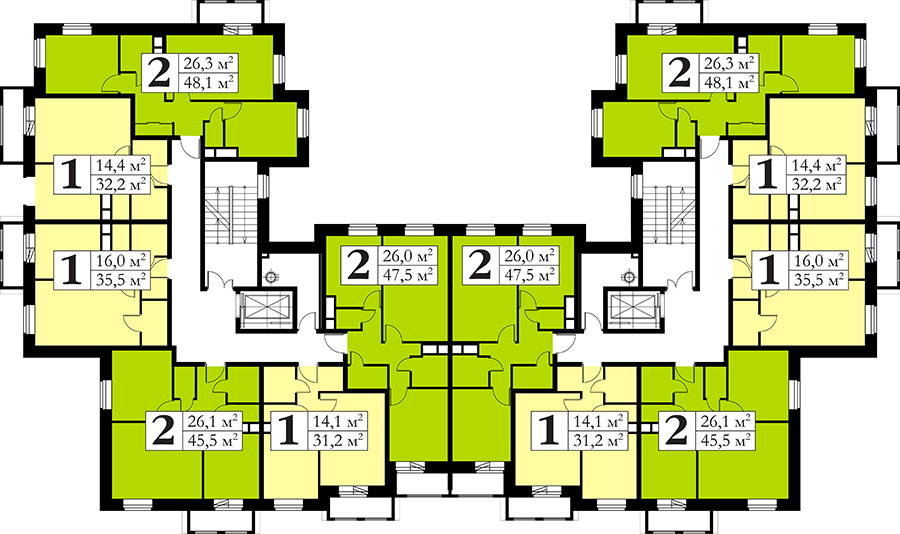 2 26,3 м² 48,1 м²
2 26,3 м² 48,1 м²
1 14,4 м² 32,2 м²
1 14,4 м² 32,2 м²
1 16,0 м² 35,5 м²
2 26,0 м² 47,5 м²
2 26,0 м² 47,5 м²
1 16,0 м² 35,5 м²
2 26,1 м² 45,5 м²
1 14,1 м² 31,2 м²
1 14,1 м² 31,2 м²
2 26,1 м² 45,5 м²